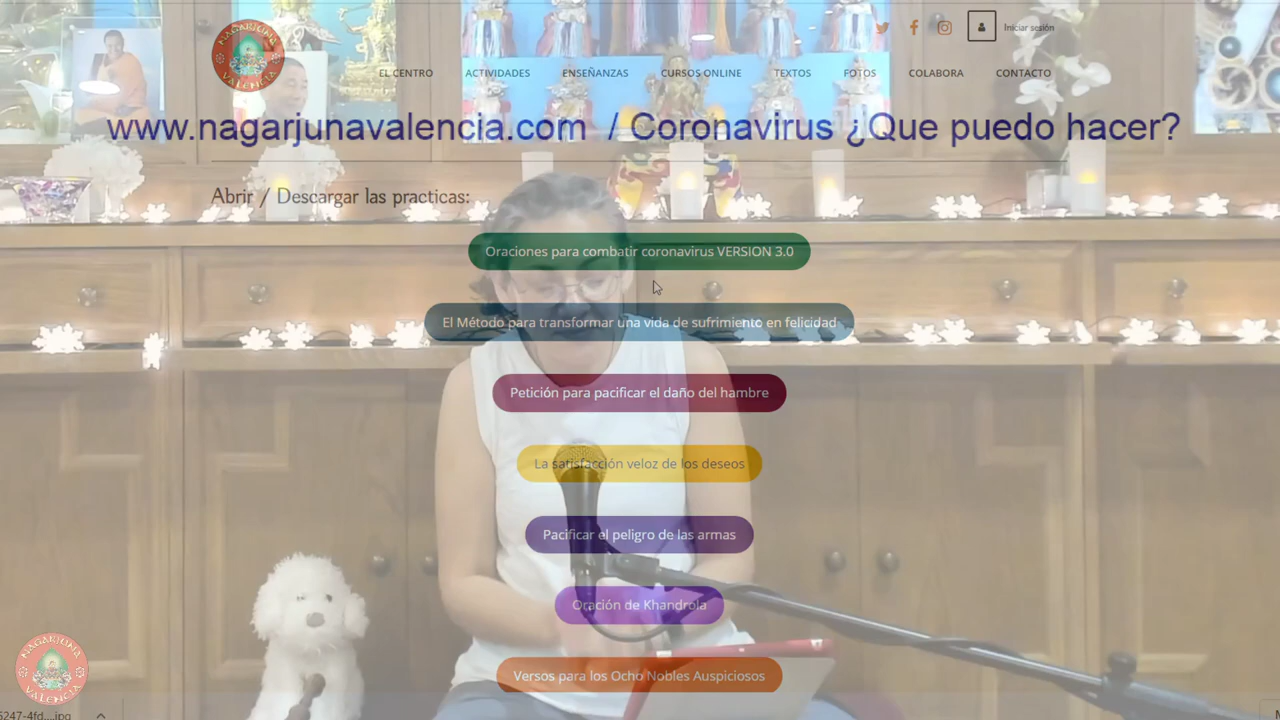 NAGARJUNA
VALENCIA
Iniciar sesión
EL CENTRO ACTIVIDADES ENSEÑANZAS CURSOS ONLINE TEXTOS FOTOS COLABORA CONTACTO
www.nagarjunavalencia.com / Coronavirus ¿Que puedo hacer?
Abrir / Descargar las practicas:
Oraciones para combatir coronavirus VERSION 3.0
El Método para transformar una vida de sufrimiento en felicidad
Petición para pacificar el daño del hambre
La satisfacción veloz de los deseos
Pacificar el peligro de las armas
Oración de Khandrola
Versos para los Ocho Nobles Auspiciosos
NAGARJUNA
VALENCIA
5247-4fd....jpg